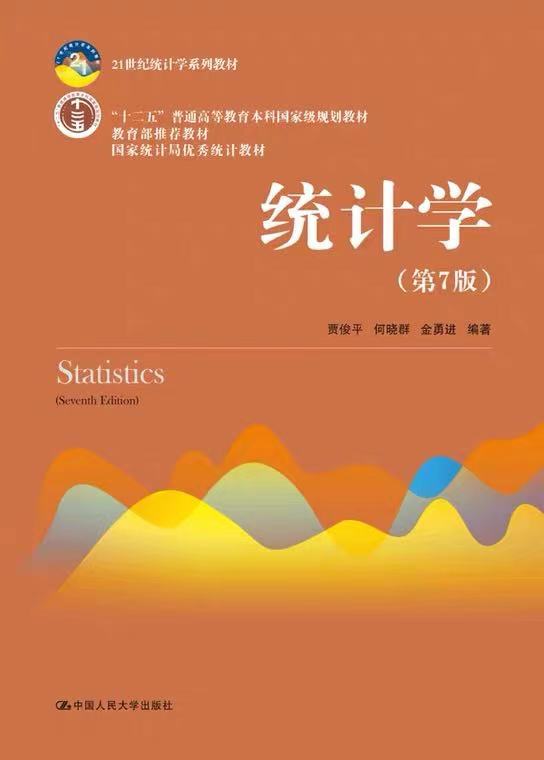 21世纪统计学系列教材
“十二五”普通高等教育本科国家级规划教材
教育部推荐教材
国家统计局优秀统计教材
统计学
（第7版）
贾俊平 何晓群 金勇进 编著
Statistics
(Seventh Edition)
中国人民大学出版社
21
十二五